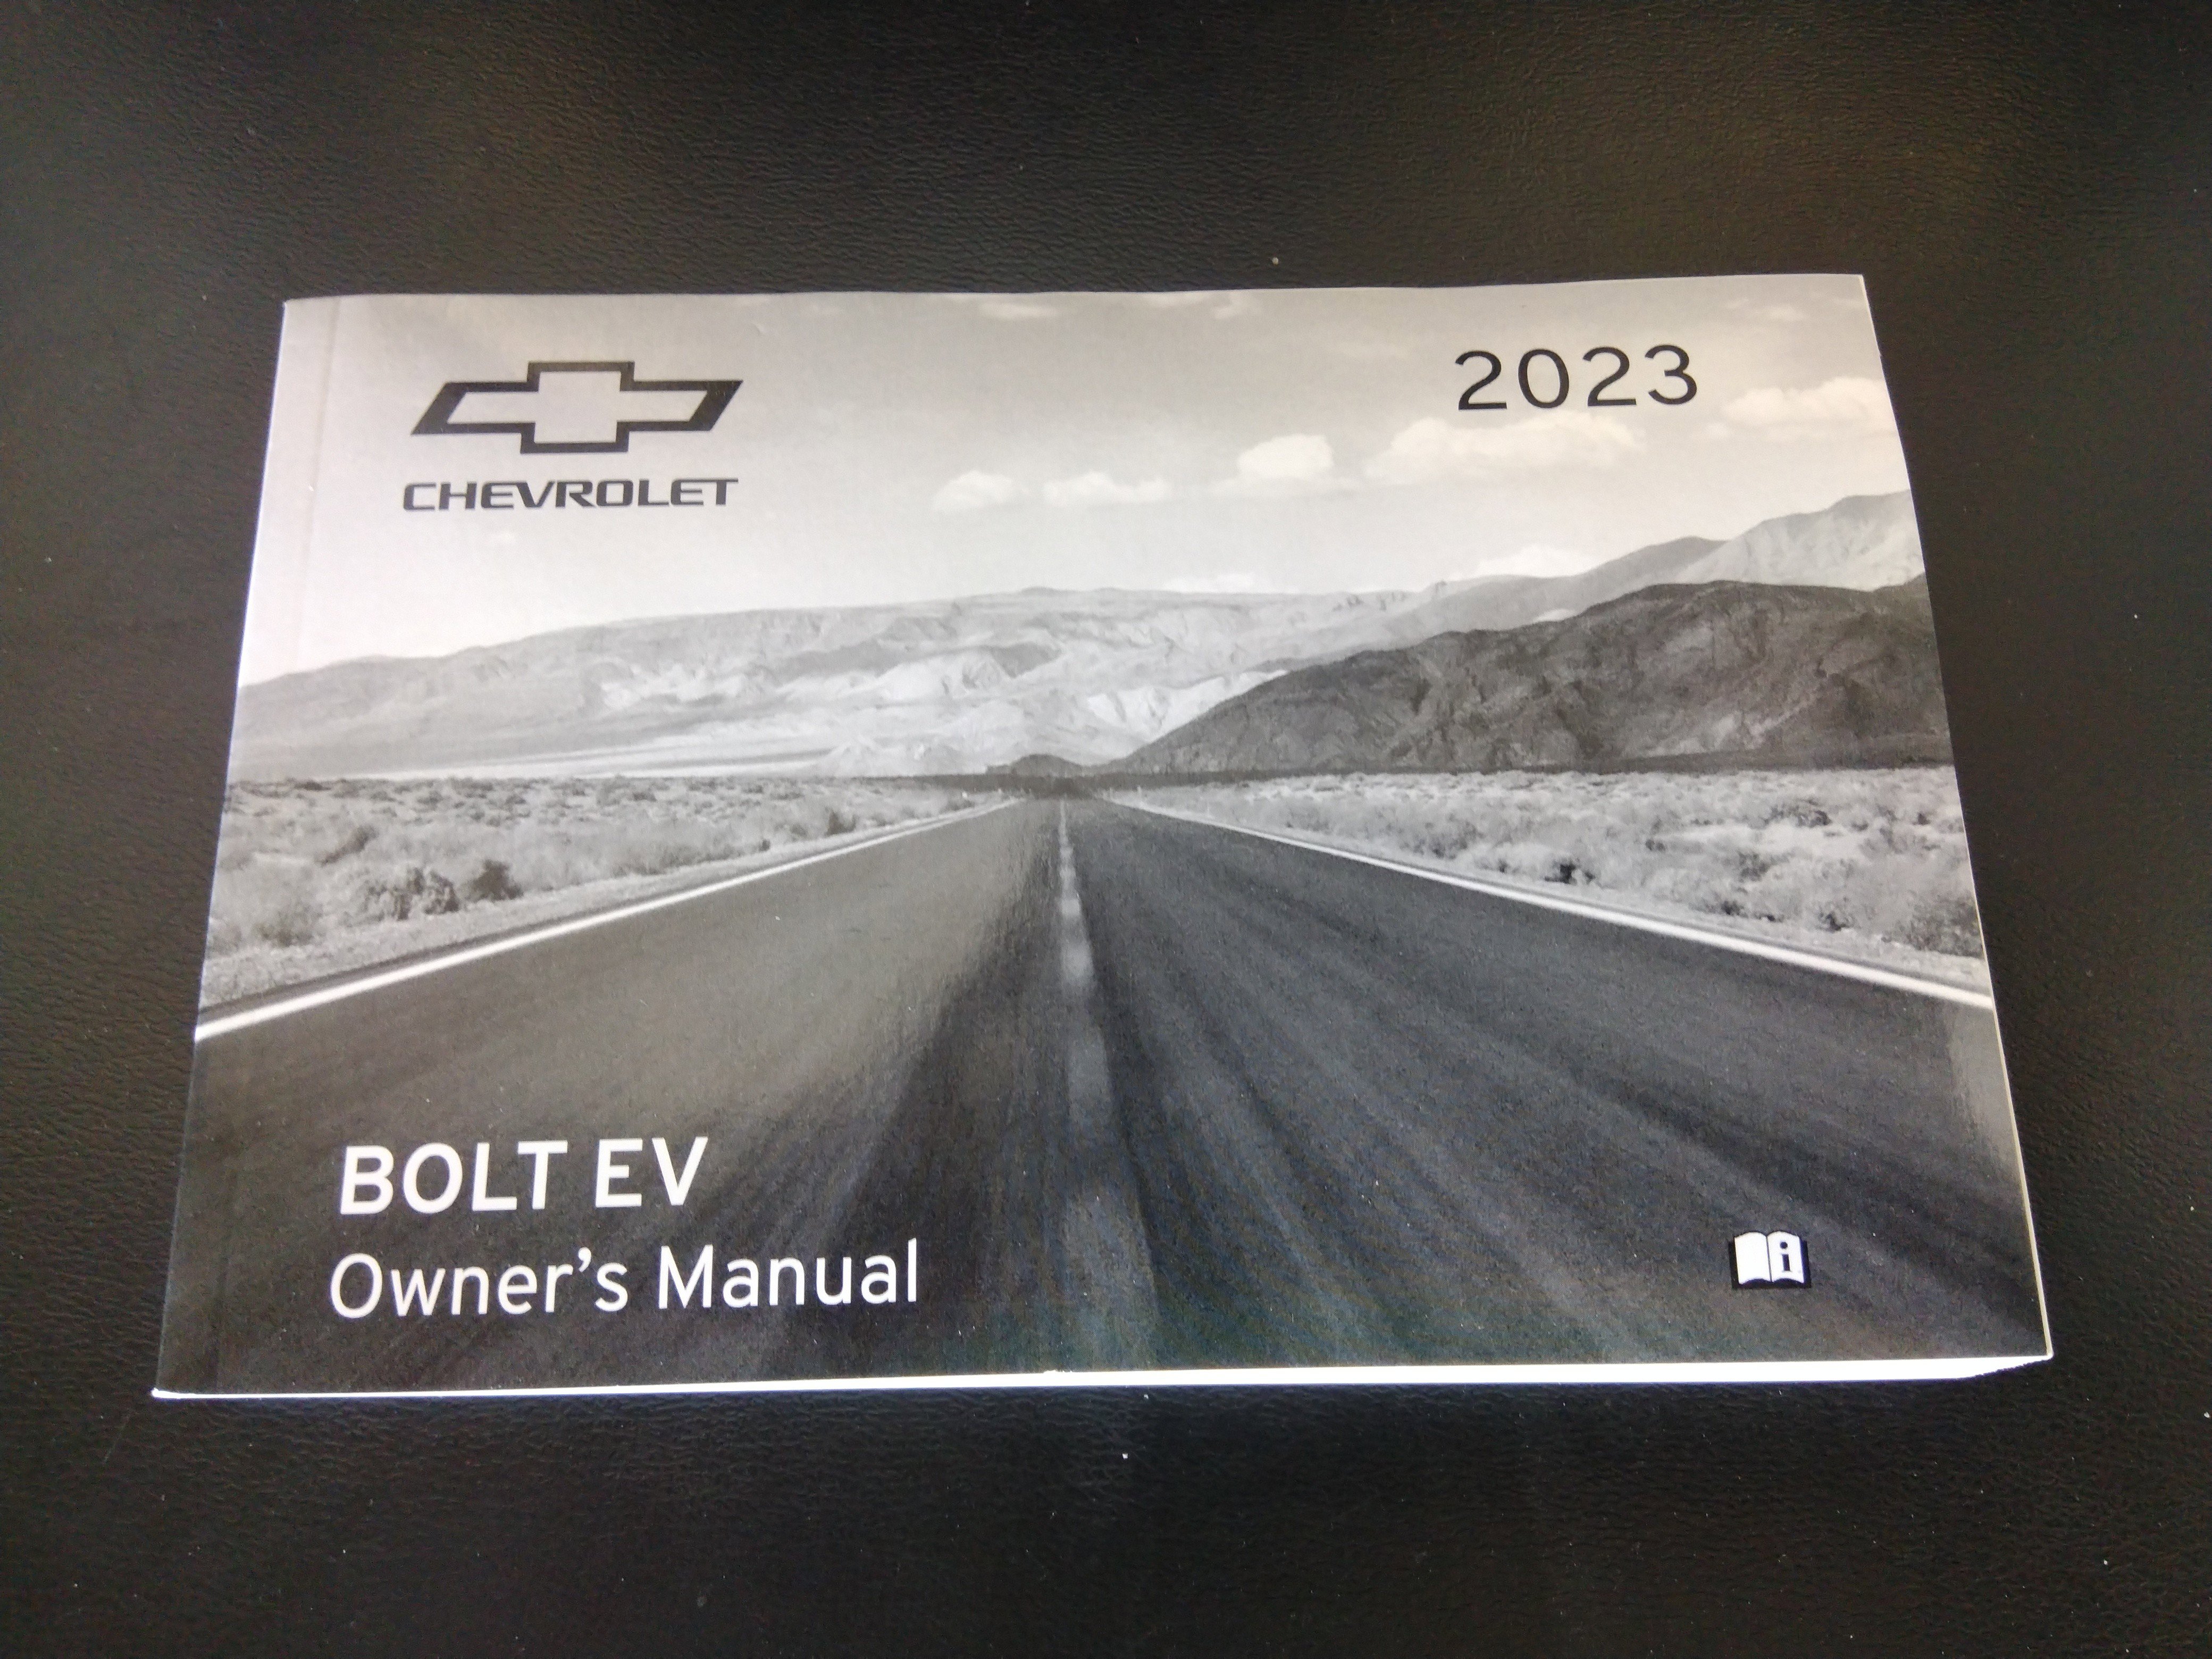 CHEVROLET
2023
BOLT EV
Owner's Manual
i